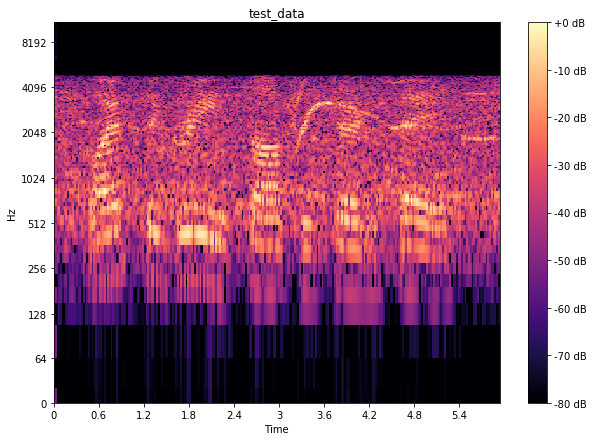 test_data
Hz
8192
4096
2048
1024
512
256
128
64
0
0 0.6 1.2 1.8 2.4 3 3.6 4.2 4.8 5.4
Time
+0 dB
-10 dB
-20 dB
-30 dB
-40 dB
-50 dB
-60 dB
-70 dB
-80 dB